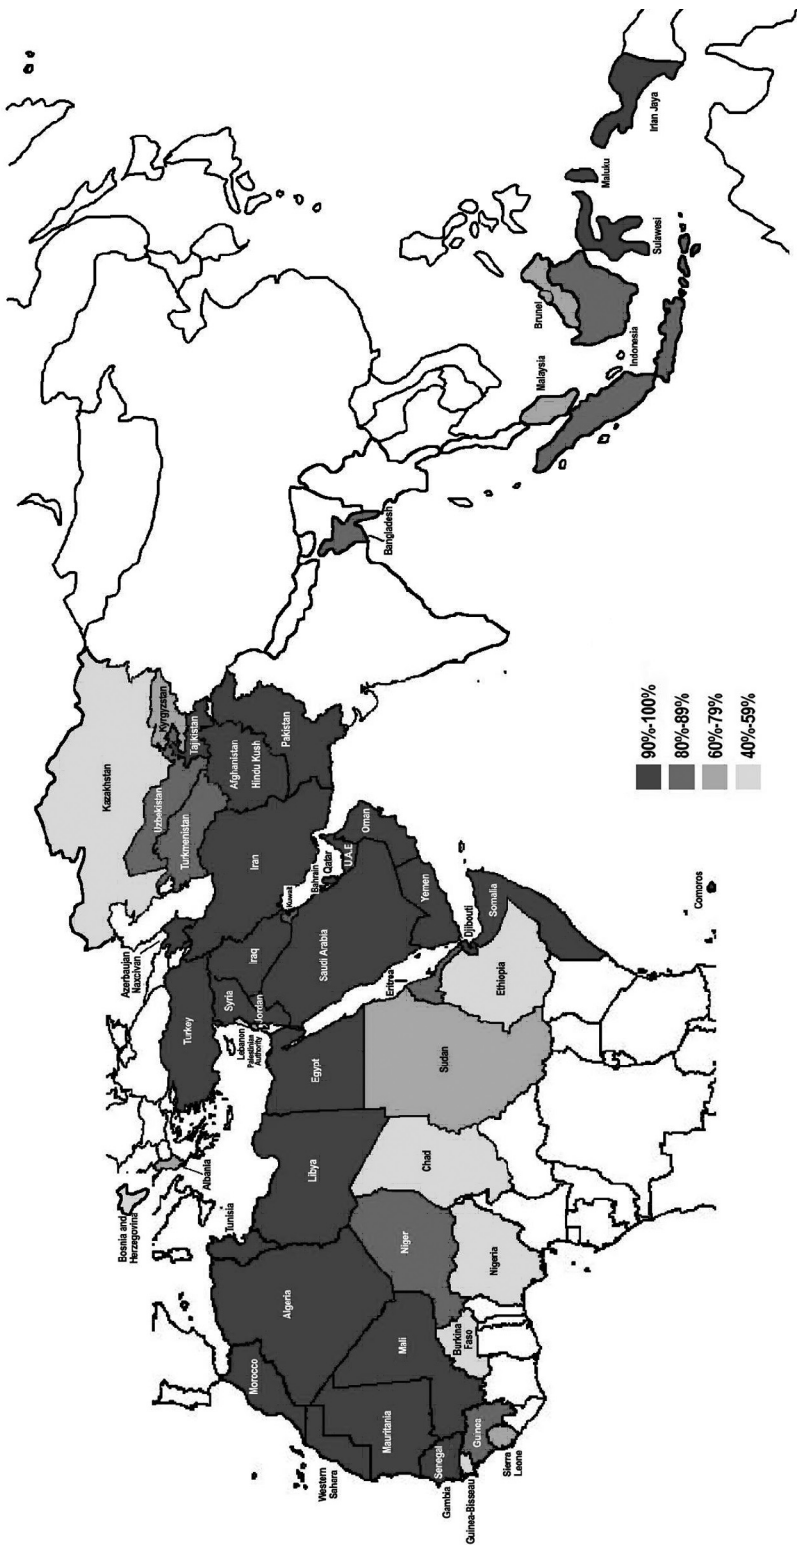 Irian Jaya
Maluku
Sulawesi
Brunei
Malaysia
Indonesia
Bangladesh
Kazakhstan
Kyrgyzstan
Tajikistan
Uzbekistan
Turkmenistan
Afghanistan
Hindu Kush
Pakistan
Iran
Azerbaijan
Naxcivan
Turkey
Syria
Iraq
Jordan
Lebanon
Palestinian
Authority
Kuwait
Bahrain
Qatar
U.A.E
Oman
Saudi Arabia
Yemen
Djibouti
Somalia
Eritrea
Ethiopia
Comoros
Egypt
Sudan
Libya
Chad
Albania
Bosnia and
Herzegovina
Tunisia
Algeria
Niger
Nigeria
Morocco
Mali
Burkina
Faso
Mauritania
Western
Sahara
Senegal
Gambia
Guinea-Bisseau
Guinea
Sierra
Leone
90%-100%
80%-89%
60%-79%
40%-59%